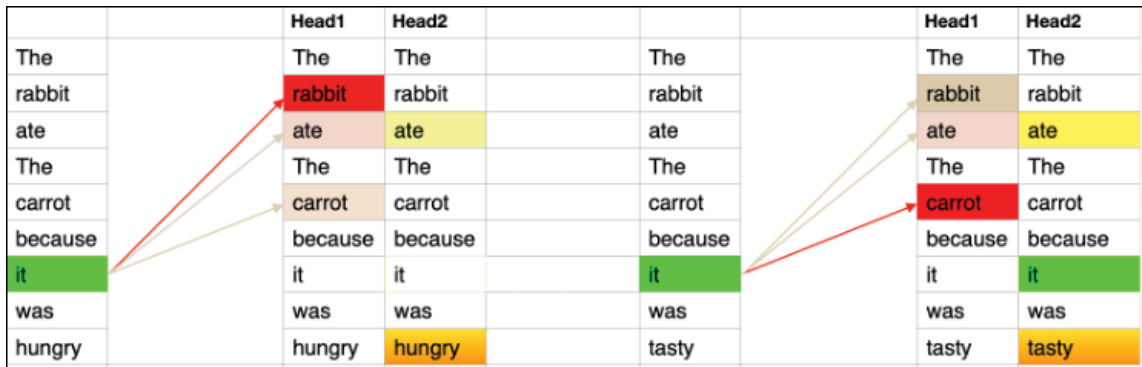 Head1 Head2 Head1 Head2
The The The The The The
rabbit rabbit rabbit rabbit rabbit rabbit
ate ate ate ate ate ate
The The The The The The
carrot carrot carrot carrot carrot carrot
because because because because because because
it it it it it it
was was was was was was
hungry hungry hungry tasty tasty tasty